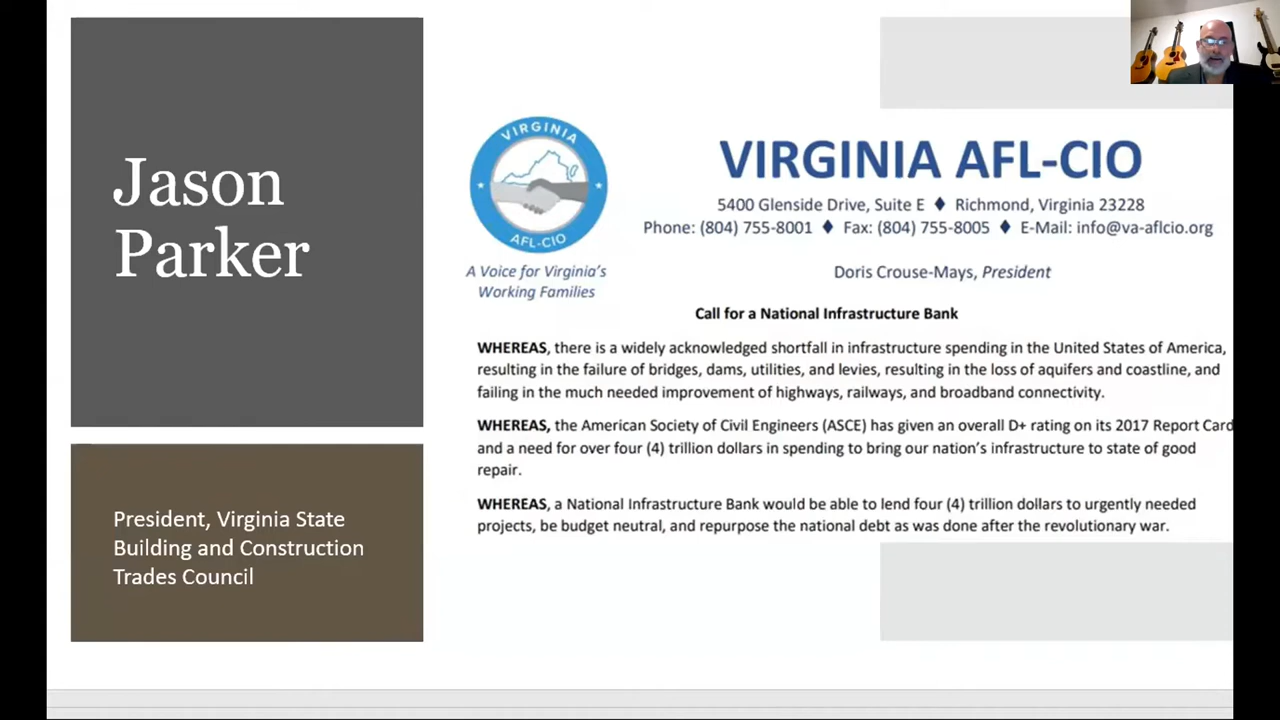 Jason
Parker
President, Virginia State
Building and Construction
Trades Council
VIRGINIA
AFL-CIO
A Voice for Virginia's
Working Families
VIRGINIA AFL-CIO
5400 Glenside Drive, Suite E ♦ Richmond, Virginia 23228
Phone: (804) 755-8001 ♦ Fax: (804) 755-8005 ♦ E-Mail: info@va-aflcio.org
Doris Crouse-Mays, President
Call for a National Infrastructure Bank
WHEREAS, there is a widely acknowledged shortfall in infrastructure spending in the United States of America,
resulting in the failure of bridges, dams, utilities, and levies, resulting in the loss of aquifers and coastline, and
failing in the much needed improvement of highways, railways, and broadband connectivity.
WHEREAS, the American Society of Civil Engineers (ASCE) has given an overall D+ rating on its 2017 Report Card
and a need for over four (4) trillion dollars in spending to bring our nation's infrastructure to state of good
repair.
WHEREAS, a National Infrastructure Bank would be able to lend four (4) trillion dollars to urgently needed
projects, be budget neutral, and repurpose the national debt as was done after the revolutionary war.